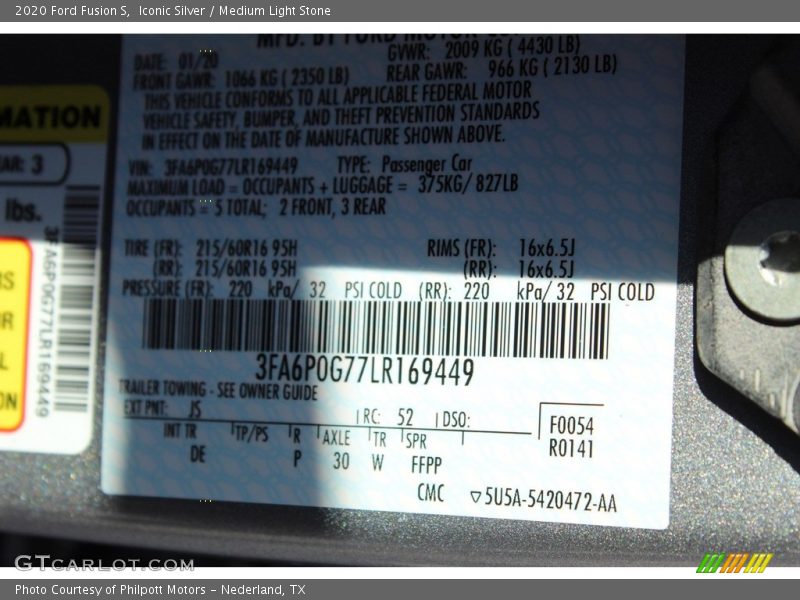 2020 Ford Fusion S,  Iconic Silver / Medium Light Stone
MFD. BY FORD MOTOR
DATE: 01/20
GVWR: 2009 KG ( 4430 LB)
FRONT GAWR: 1066 KG ( 2350 LB)
REAR GAWR: 966 KG ( 2130 LB)
THIS VEHICLE CONFORMS TO ALL APPLICABLE FEDERAL MOTOR
VEHICLE SAFETY, BUMPER, AND THEFT PREVENTION STANDARDS
IN EFFECT ON THE DATE OF MANUFACTURE SHOWN ABOVE.
VIN: 3FA6P0G77LR169449 TYPE: Passenger Car
MAXIMUM LOAD = OCCUPANTS + LUGGAGE = 375KG/ 827LB
OCCUPANTS = 5 TOTAL; 2 FRONT, 3 REAR
TIRE (FR): 215/60R16 95H RIMS (FR): 16x6.5J
(RR): 215/60R16 95H (RR): 16x6.5J
PRESSURE (FR): 220 kPa/ 32 PSI COLD (RR): 220 kPa/ 32 PSI COLD
3FA6P0G77LR169449
TRAILER TOWING - SEE OWNER GUIDE
EXT PNT: JS RC: 52 DSO:
INT TR TP/PS R AXLE TR SPR
DE P 30 W FFPP
F0054
R0141
CMC ▽5U5A-5420472-AA
MATION
AR: 3
lbs.
3FA6P0G77LR169449
RS
OR
L
ON
GTCarLot.com
Photo Courtesy of Philpott Motors - Nederland, TX